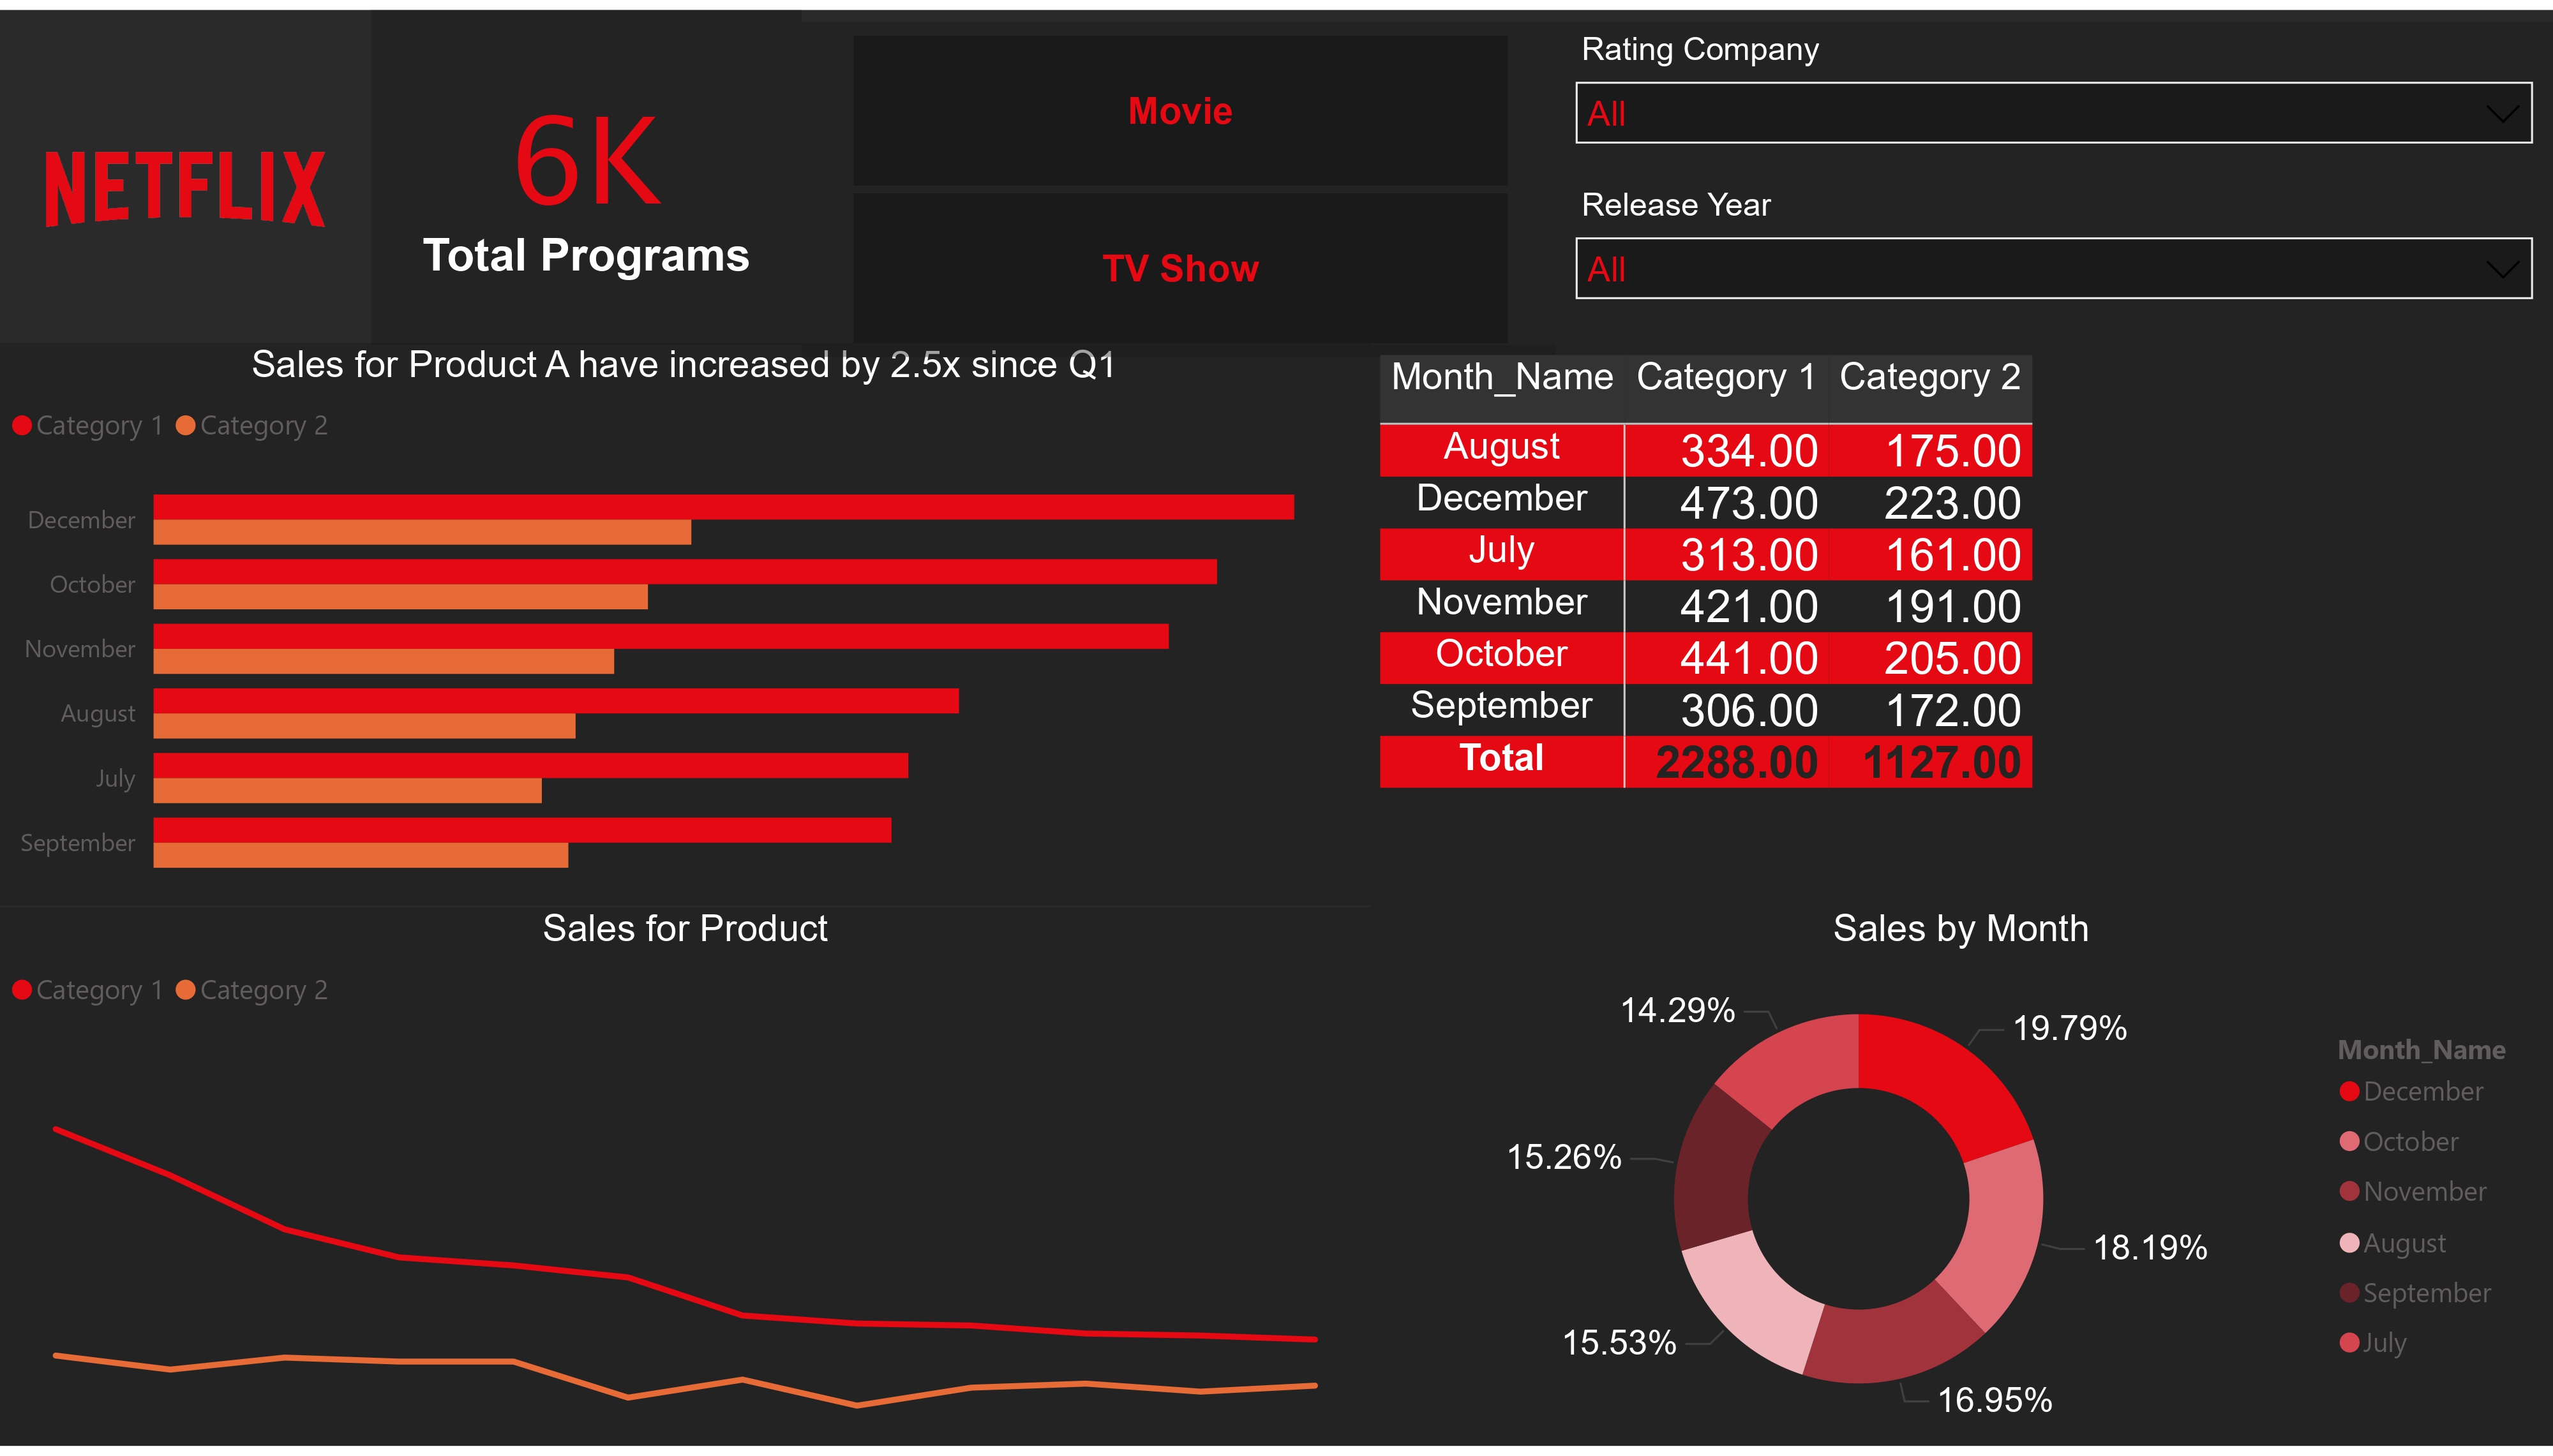 NETFLIX
6K
Total Programs
Movie
TV Show
Rating Company
All
Release Year
All
Sales for Product A have increased by 2.5x since Q1
Category 1 Category 2
December
October
November
August
July
September
Month_Name Category 1 Category 2
August 334.00 175.00
December 473.00 223.00
July 313.00 161.00
November 421.00 191.00
October 441.00 205.00
September 306.00 172.00
Total 2288.00 1127.00
Sales for Product
Category 1 Category 2
Sales by Month
14.29%
19.79%
15.26%
18.19%
15.53%
16.95%
Month_Name
December
October
November
August
September
July